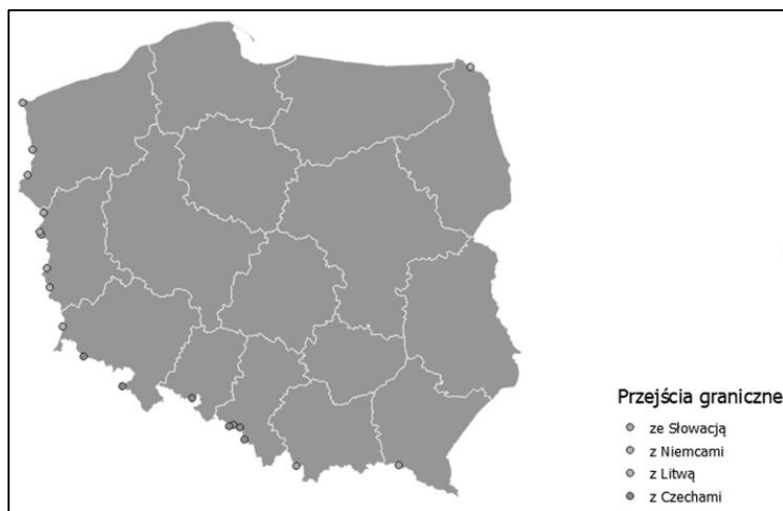 Przejścia graniczne
ze Słowacją
z Niemcami
z Litwą
z Czechami